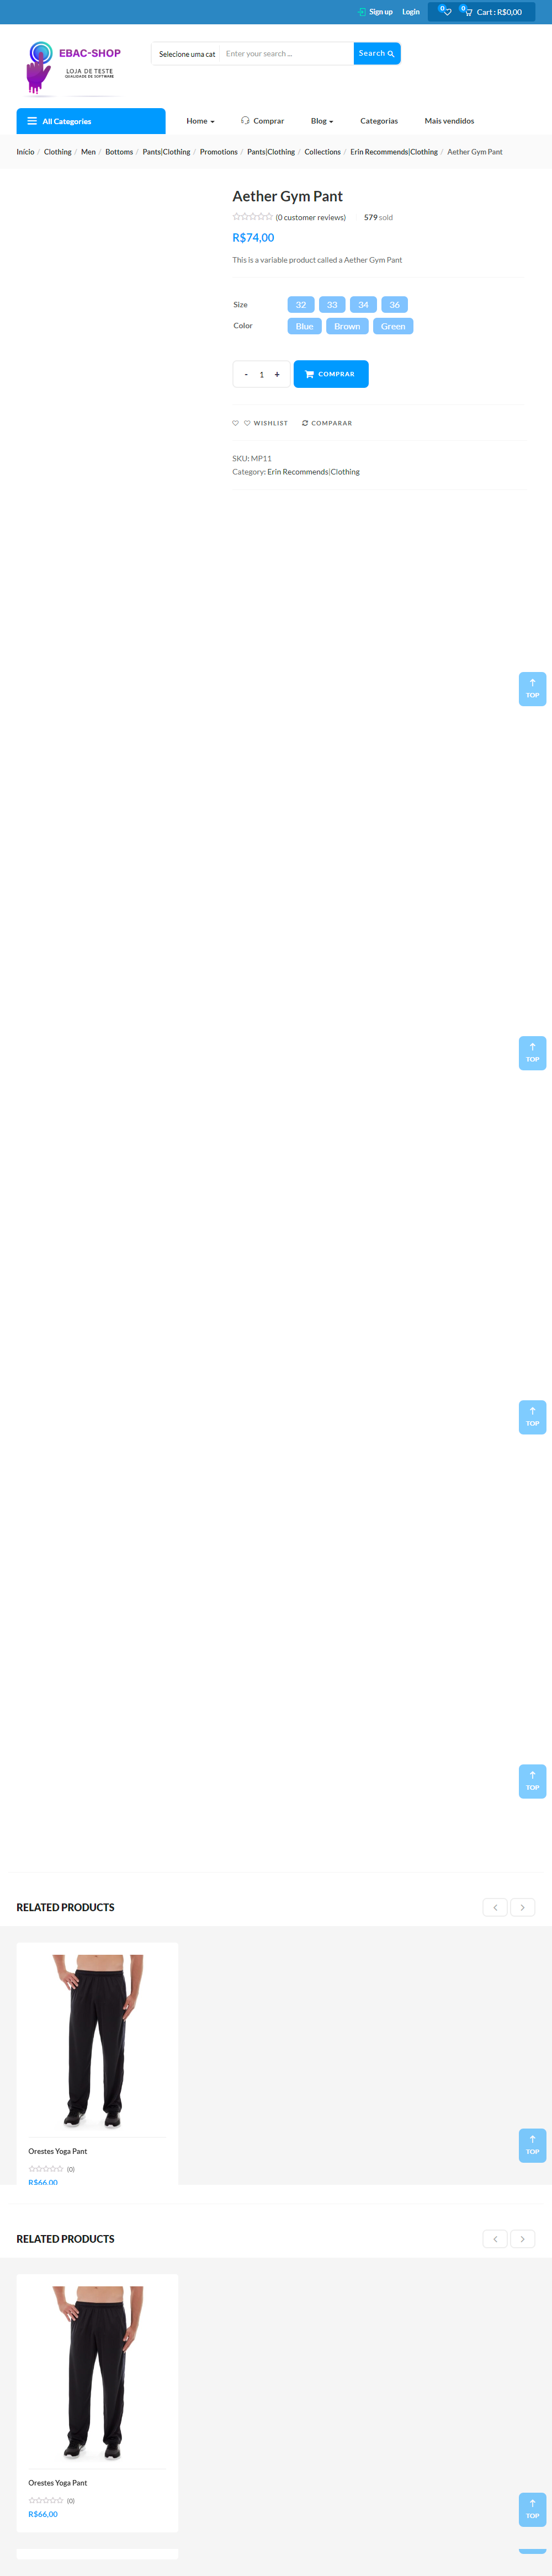 Sign up Login 0 0 Cart : R$0,00
EBAC-SHOP
LOJA DE TESTE
QUALIDADE DE SOFTWARE
Selecione uma cat Enter your search ... Search
All Categories Home Comprar Blog Categorias Mais vendidos
Início / Clothing / Men / Bottoms / Pants|Clothing / Promotions / Pants|Clothing / Collections / Erin Recommends|Clothing / Aether Gym Pant
Aether Gym Pant
(0 customer reviews) 579 sold
R$74,00
This is a variable product called a Aether Gym Pant
Size 32 33 34 36
Color Blue Brown Green
- 1 + COMPRAR
WISHLIST COMPARAR
SKU: MP11
Category: Erin Recommends|Clothing
TOP
TOP
TOP
TOP
RELATED PRODUCTS
TOP
Orestes Yoga Pant
(0)
R$66,00
RELATED PRODUCTS
Orestes Yoga Pant
(0)
R$66,00
TOP